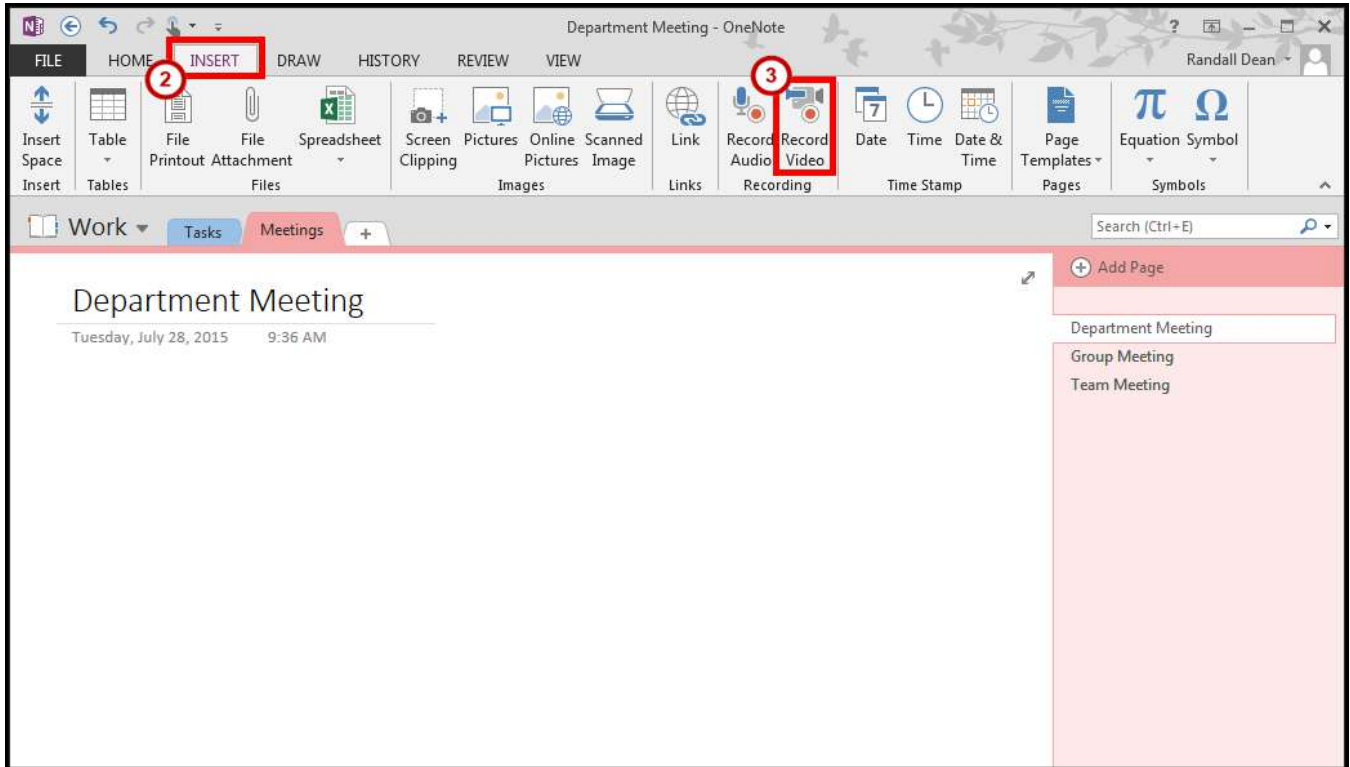 Department Meeting - OneNote
?
FILE HOME INSERT DRAW HISTORY REVIEW VIEW Randall Dean
2
3
Insert Space
Table
File Printout
File Attachment
Spreadsheet
Screen Clipping
Pictures
Online Pictures
Scanned Image
Link
Record Audio
Record Video
7
Date
Time
Date & Time
Page Templates
π
Equation
Ω
Symbol
Insert Tables Files Images Links Recording Time Stamp Pages Symbols
Work Tasks Meetings + Search (Ctrl+E)
Add Page
Department Meeting
Tuesday, July 28, 2015 9:36 AM
Department Meeting
Group Meeting
Team Meeting